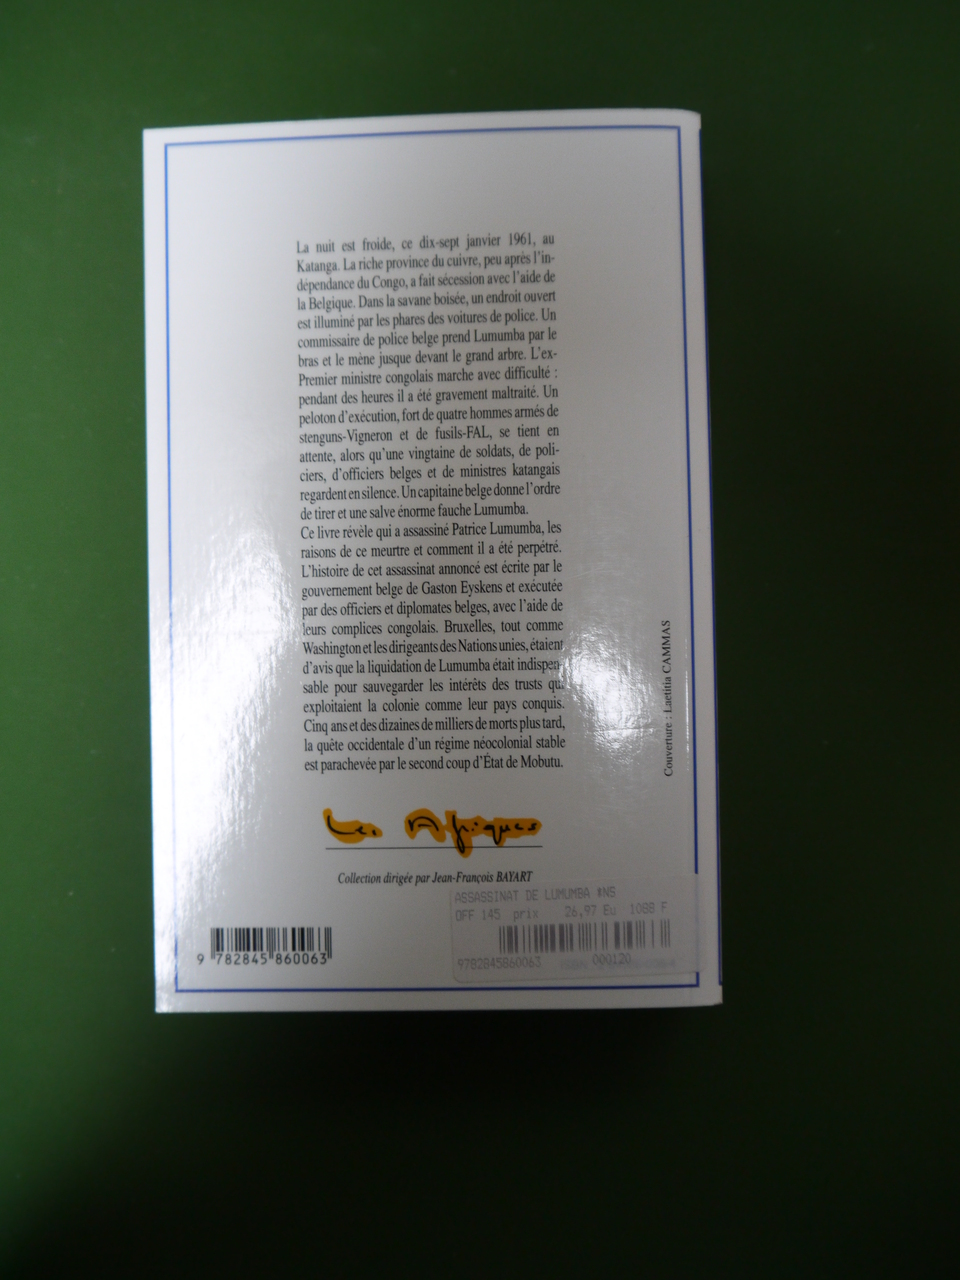 La nuit est froide, ce dix-sept janvier 1961, au
Katanga. La riche province du cuivre, peu après l'in-
dépendance du Congo, a fait sécession avec l'aide de
la Belgique. Dans la savane boisée, un endroit ouvert
est illuminé par les phares des voitures de police. Un
commissaire de police belge prend Lumumba par le
bras et le mène jusque devant le grand arbre. L'ex-
Premier ministre congolais marche avec difficulté :
pendant des heures il a été gravement maltraité. Un
peloton d'exécution, fort de quatre hommes armés de
stenguns-Vigneron et de fusils-FAL, se tient en
attente, alors qu'une vingtaine de soldats, de poli-
ciers, d'officiers belges et de ministres katangais
regardent en silence. Un capitaine belge donne l'ordre
de tirer et une salve énorme fauche Lumumba.
Ce livre révèle qui a assassiné Patrice Lumumba, les
raisons de ce meurtre et comment il a été perpétré.
L'histoire de cet assassinat annoncé est écrite par le
gouvernement belge de Gaston Eyskens et exécutée
par des officiers et diplomates belges, avec l'aide de
leurs complices congolais. Bruxelles, tout comme
Washington et les dirigeants des Nations unies, étaient
d'avis que la liquidation de Lumumba était indispen-
sable pour sauvegarder les intérêts des trusts qui
exploitaient la colonie comme leur pays conquis.
Cinq ans et des dizaines de milliers de morts plus tard,
la quête occidentale d'un régime néocolonial stable
est parachevée par le second coup d'État de Mobutu.
Couverture : Laetitia CAMMAS
Les Afriques
Collection dirigée par Jean-François BAYART
ASSASSINAT DE LUMUMBA #NS
OFF 145 prix 26,97 Eu 1088 F
9782845860063 000120
9 782845 860063